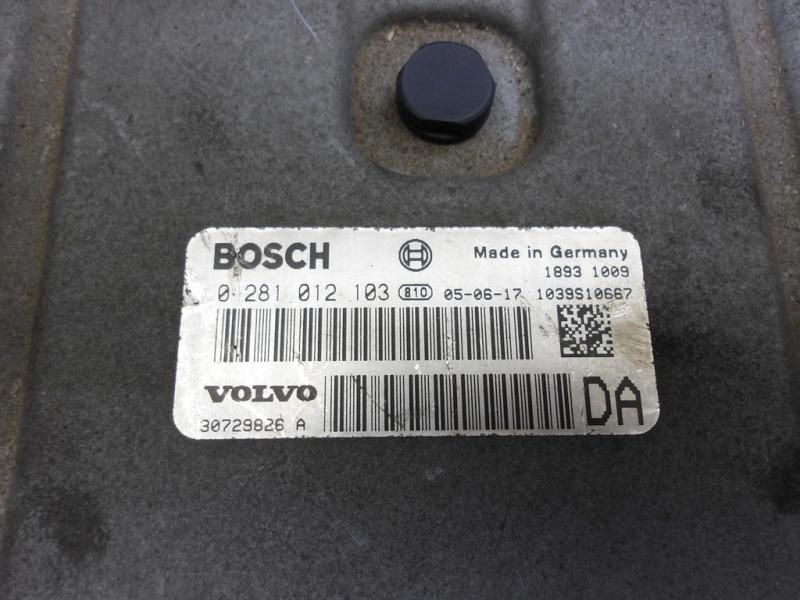 BOSCH Made in Germany
1893 1009
0 281 012 103 810 05-06-17 1039S10667
VOLVO DA
30729826 A